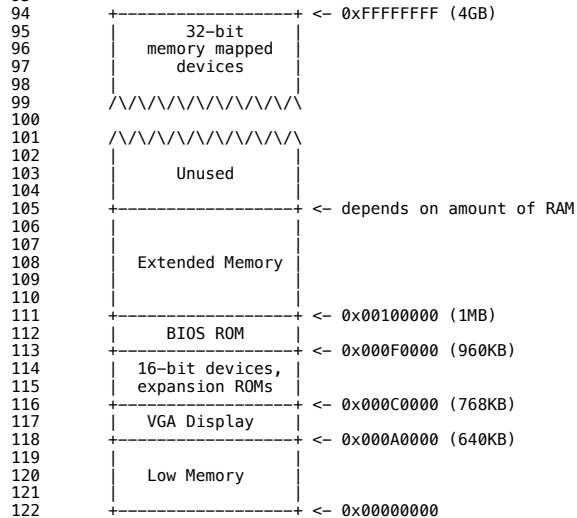 94          +------------------+ <- 0xFFFFFFFF (4GB)
95          |       32-bit     |
96          |  memory mapped   |
97          |     devices      |
98          |                  |
99          /\/\/\/\/\/\/\/\/\/\
100
101         /\/\/\/\/\/\/\/\/\/\
102         |                  |
103         |      Unused      |
104         |                  |
105         +------------------+ <- depends on amount of RAM
106         |                  |
107         |                  |
108         | Extended Memory  |
109         |                  |
110         |                  |
111         +------------------+ <- 0x00100000 (1MB)
112         |     BIOS ROM     |
113         +------------------+ <- 0x000F0000 (960KB)
114         |  16-bit devices, |
115         |  expansion ROMs  |
116         +------------------+ <- 0x000C0000 (768KB)
117         |   VGA Display    |
118         +------------------+ <- 0x000A0000 (640KB)
119         |                  |
120         |   Low Memory     |
121         |                  |
122         +------------------+ <- 0x00000000